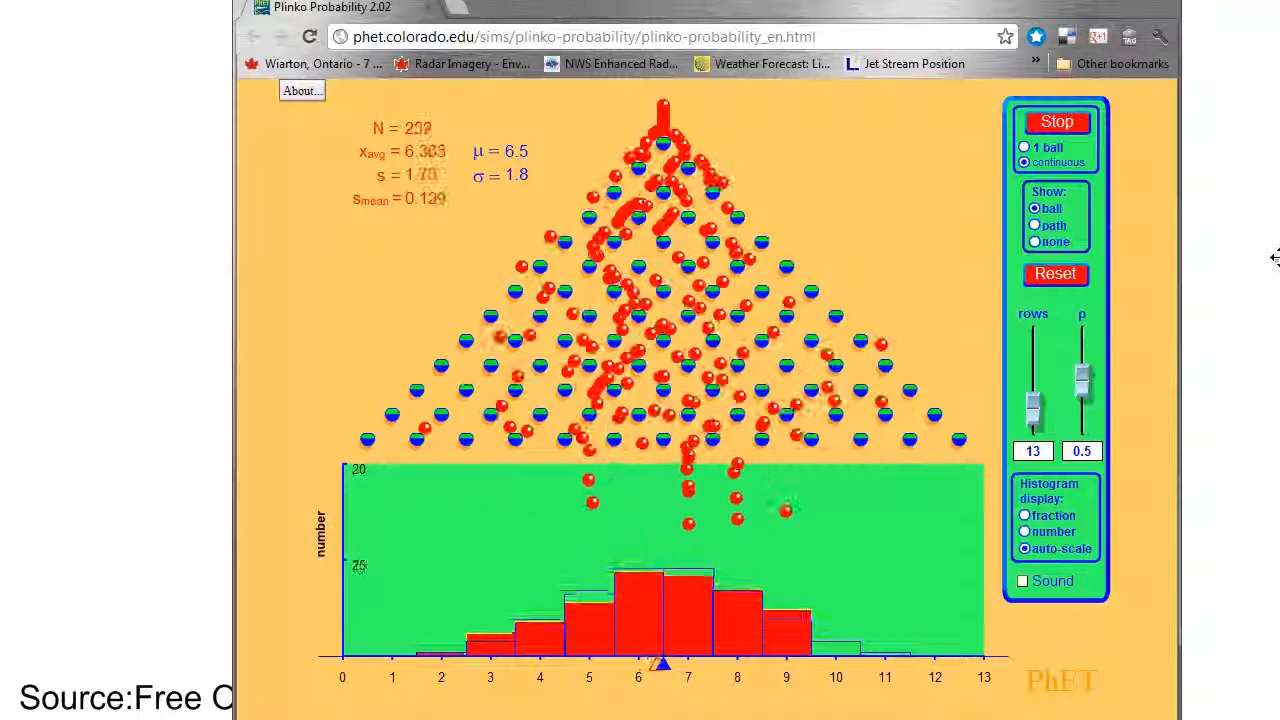 Plinko Probability 2.02
phet.colorado.edu/sims/plinko-probability/plinko-probability_en.html
Wiarton, Ontario - 7 ... Radar Imagery - Env... NWS Enhanced Rad... Weather Forecast: Li... Jet Stream Position » Other bookmarks
About...
N =
xavg = 6.3
μ = 6.5
s = 1.7
σ = 1.8
smean = 0.1
Stop
1 ball
continuous
Show:
ball
path
none
Reset
rows p
13 0.5
Histogram
display:
fraction
number
auto-scale
Sound
20
25
number
0 1 2 3 4 5 6 7 8 9 10 11 12 13
PhET
Source:Free C